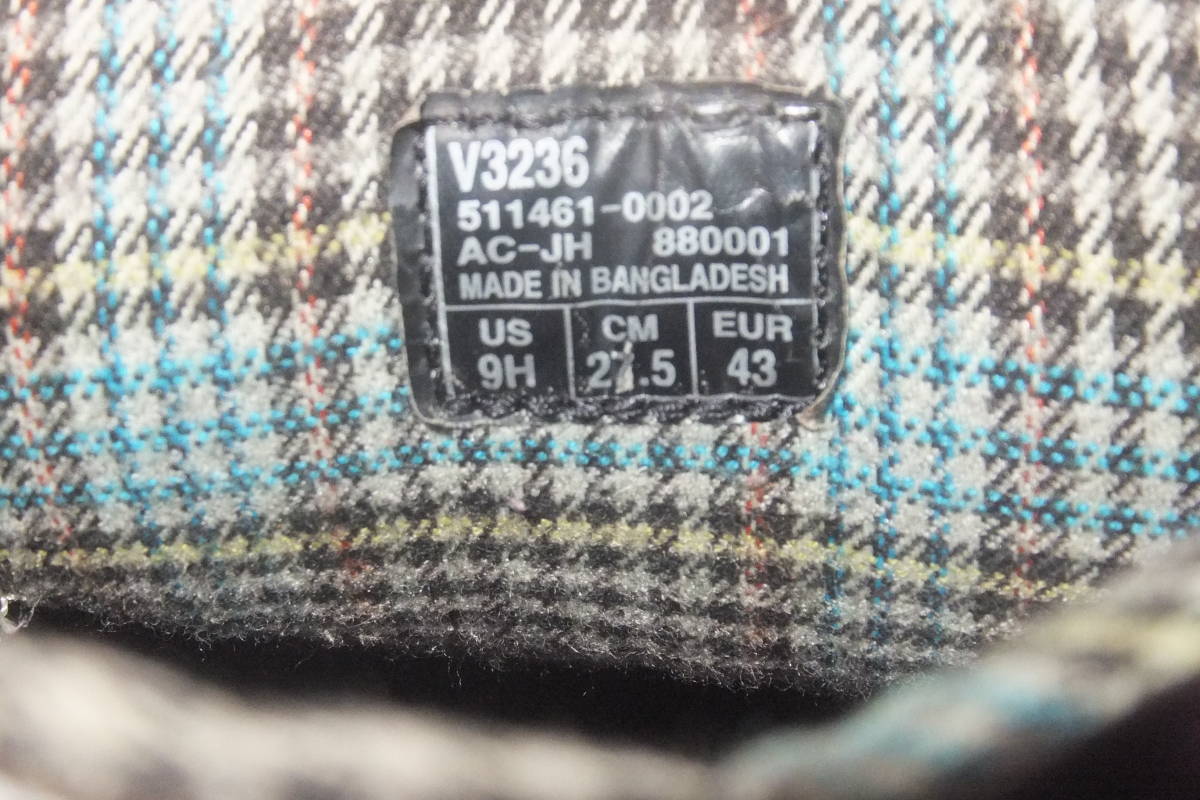 V3236
511461-0002
AC-JH 880001
MADE IN BANGLADESH
US CM EUR
9H 27.5 43